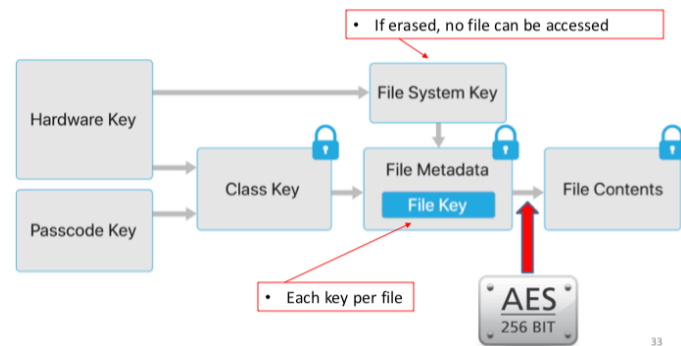 • If erased, no file can be accessed
Hardware Key
File System Key
Class Key
File Metadata
File Key
File Contents
Passcode Key
• Each key per file
AES
256 BIT
33